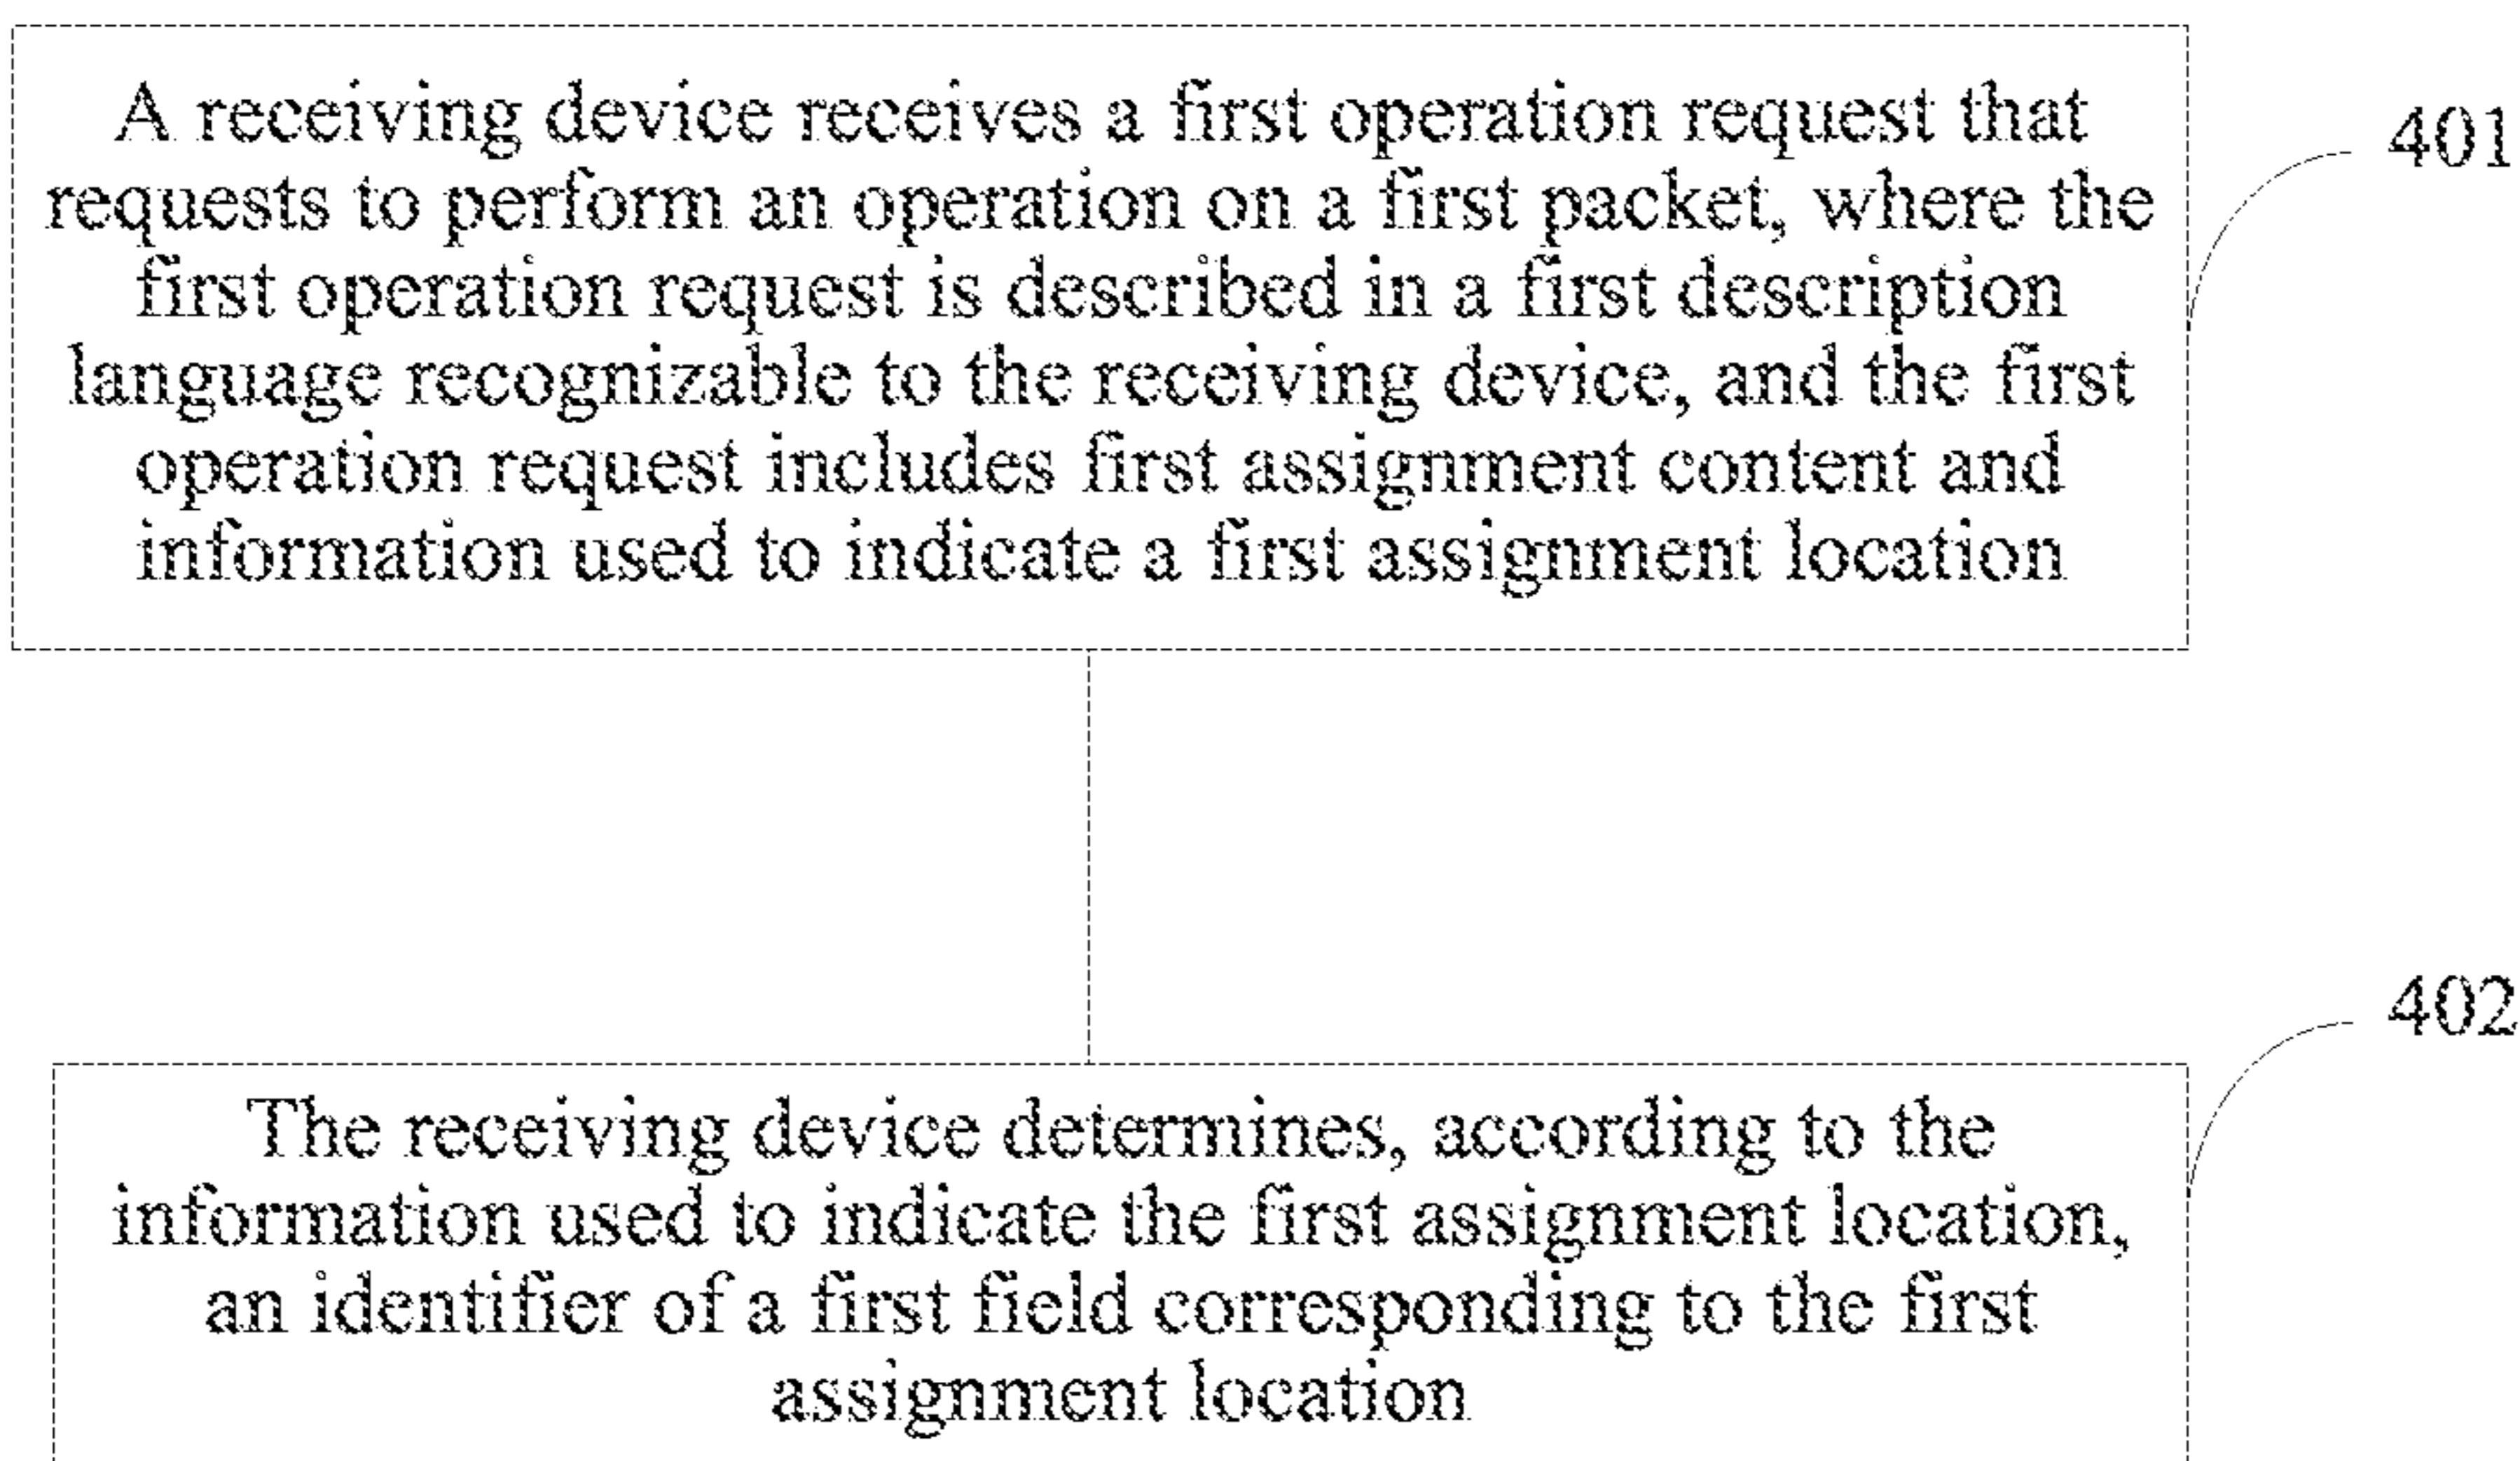 A receiving device receives a first operation request that
requests to perform an operation on a first packet, where the
first operation request is described in a first description
language recognizable to the receiving device, and the first
operation request includes first assignment content and
information used to indicate a first assignment location
401
402
The receiving device determines, according to the
information used to indicate the first assignment location,
an identifier of a first field corresponding to the first
assignment location